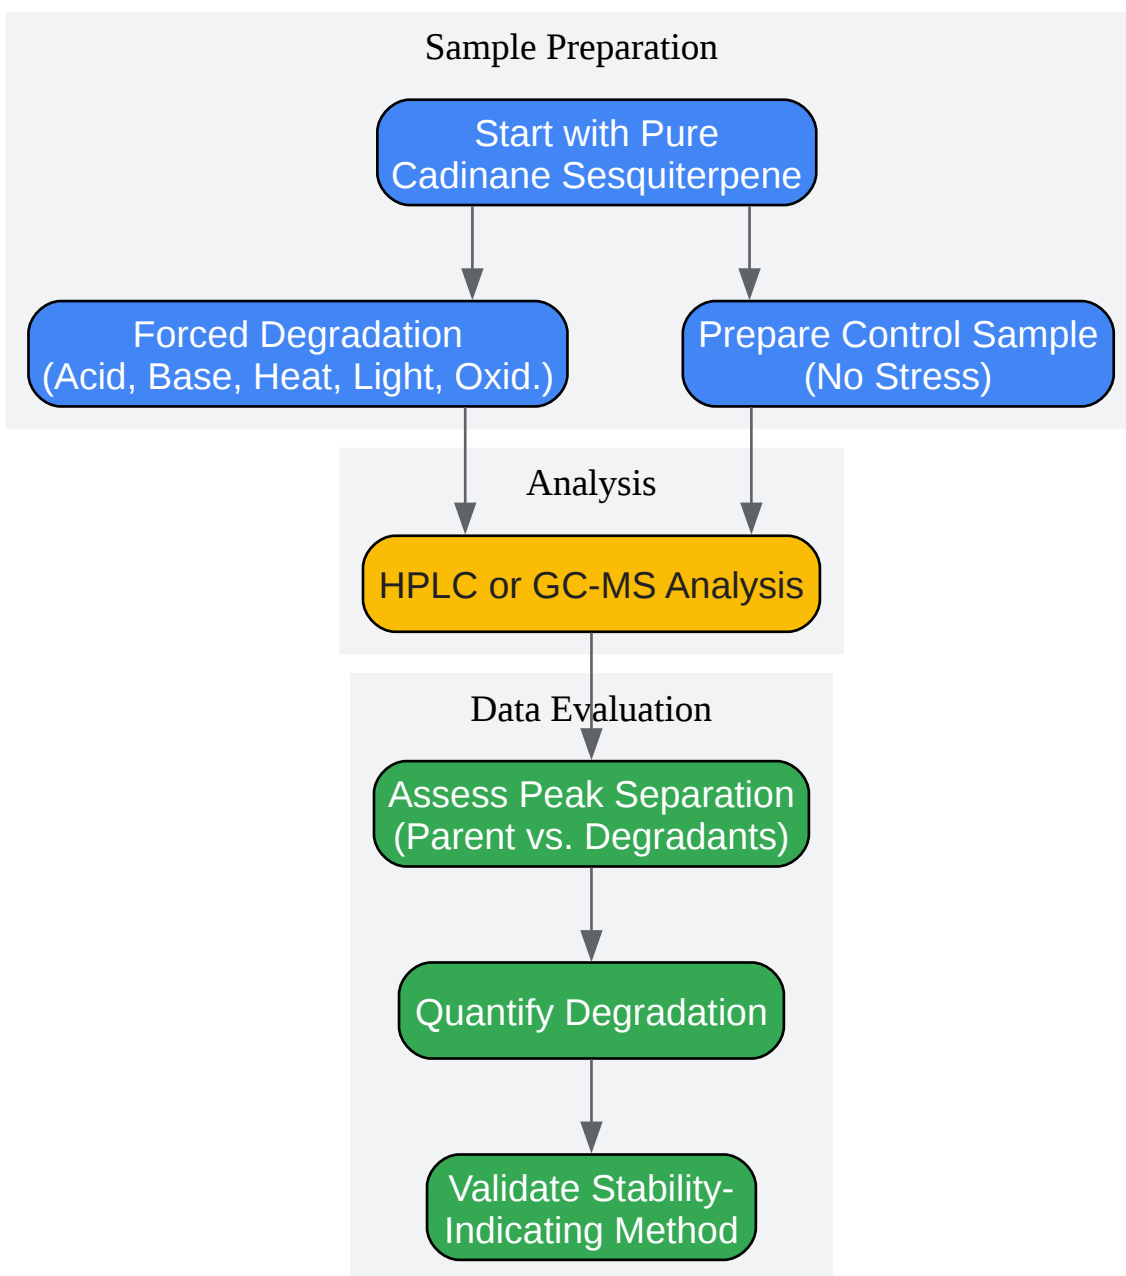 Sample Preparation
Start with Pure
Cadinane Sesquiterpene
Forced Degradation
(Acid, Base, Heat, Light, Oxid.)
Prepare Control Sample
(No Stress)
Analysis
HPLC or GC-MS Analysis
Data Evaluation
Assess Peak Separation
(Parent vs. Degradants)
Quantify Degradation
Validate Stability-
Indicating Method